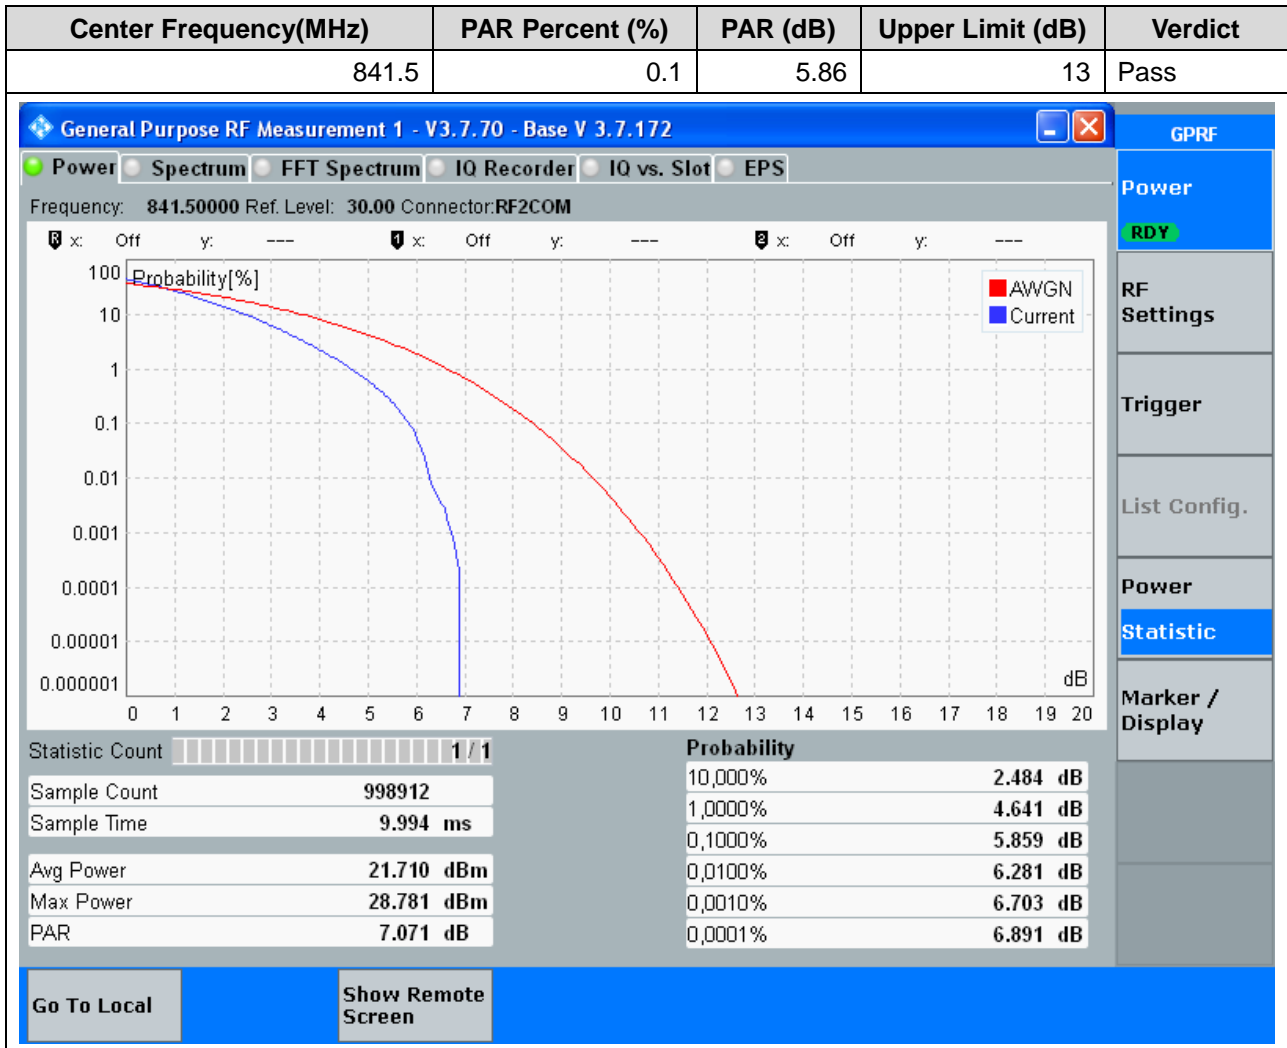 Center Frequency(MHz) PAR Percent (%) PAR (dB) Upper Limit (dB) Verdict
841.5 0.1 5.86 13 Pass
General Purpose RF Measurement 1 - V3.7.70 - Base V 3.7.172
GPRF
Power Spectrum FFT Spectrum IQ Recorder IQ vs. Slot EPS
Power
RDY
Frequency: 841.50000 Ref. Level: 30.00 Connector:RF2COM
R x: Off y: --- 1 x: Off y: --- 2 x: Off y: ---
Probability[%]
AWGN
Current
100
10
1
0.1
0.01
0.001
0.0001
0.00001
0.000001
dB
0 1 2 3 4 5 6 7 8 9 10 11 12 13 14 15 16 17 18 19 20
RF
Settings
Trigger
List Config.
Power
Statistic
Marker /
Display
Statistic Count 1 / 1
Sample Count 998912
Sample Time 9.994 ms
Avg Power 21.710 dBm
Max Power 28.781 dBm
PAR 7.071 dB
Probability
10,000% 2.484 dB
1,0000% 4.641 dB
0,1000% 5.859 dB
0,0100% 6.281 dB
0,0010% 6.703 dB
0,0001% 6.891 dB
Go To Local
Show Remote
Screen